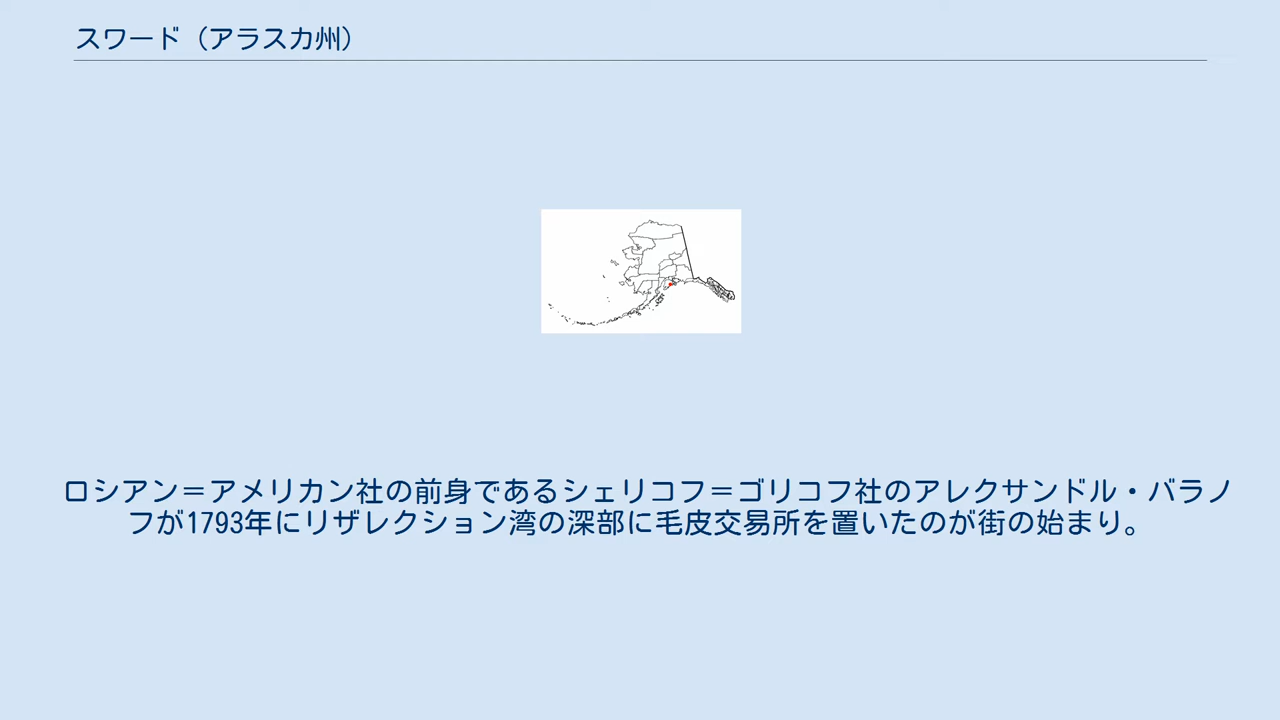 スワード（アラスカ州）
ロシアン＝アメリカン社の前身であるシェリコフ＝ゴリコフ社のアレクサンドル・バラノ
フが1793年にリザレクション湾の深部に毛皮交易所を置いたのが街の始まり。